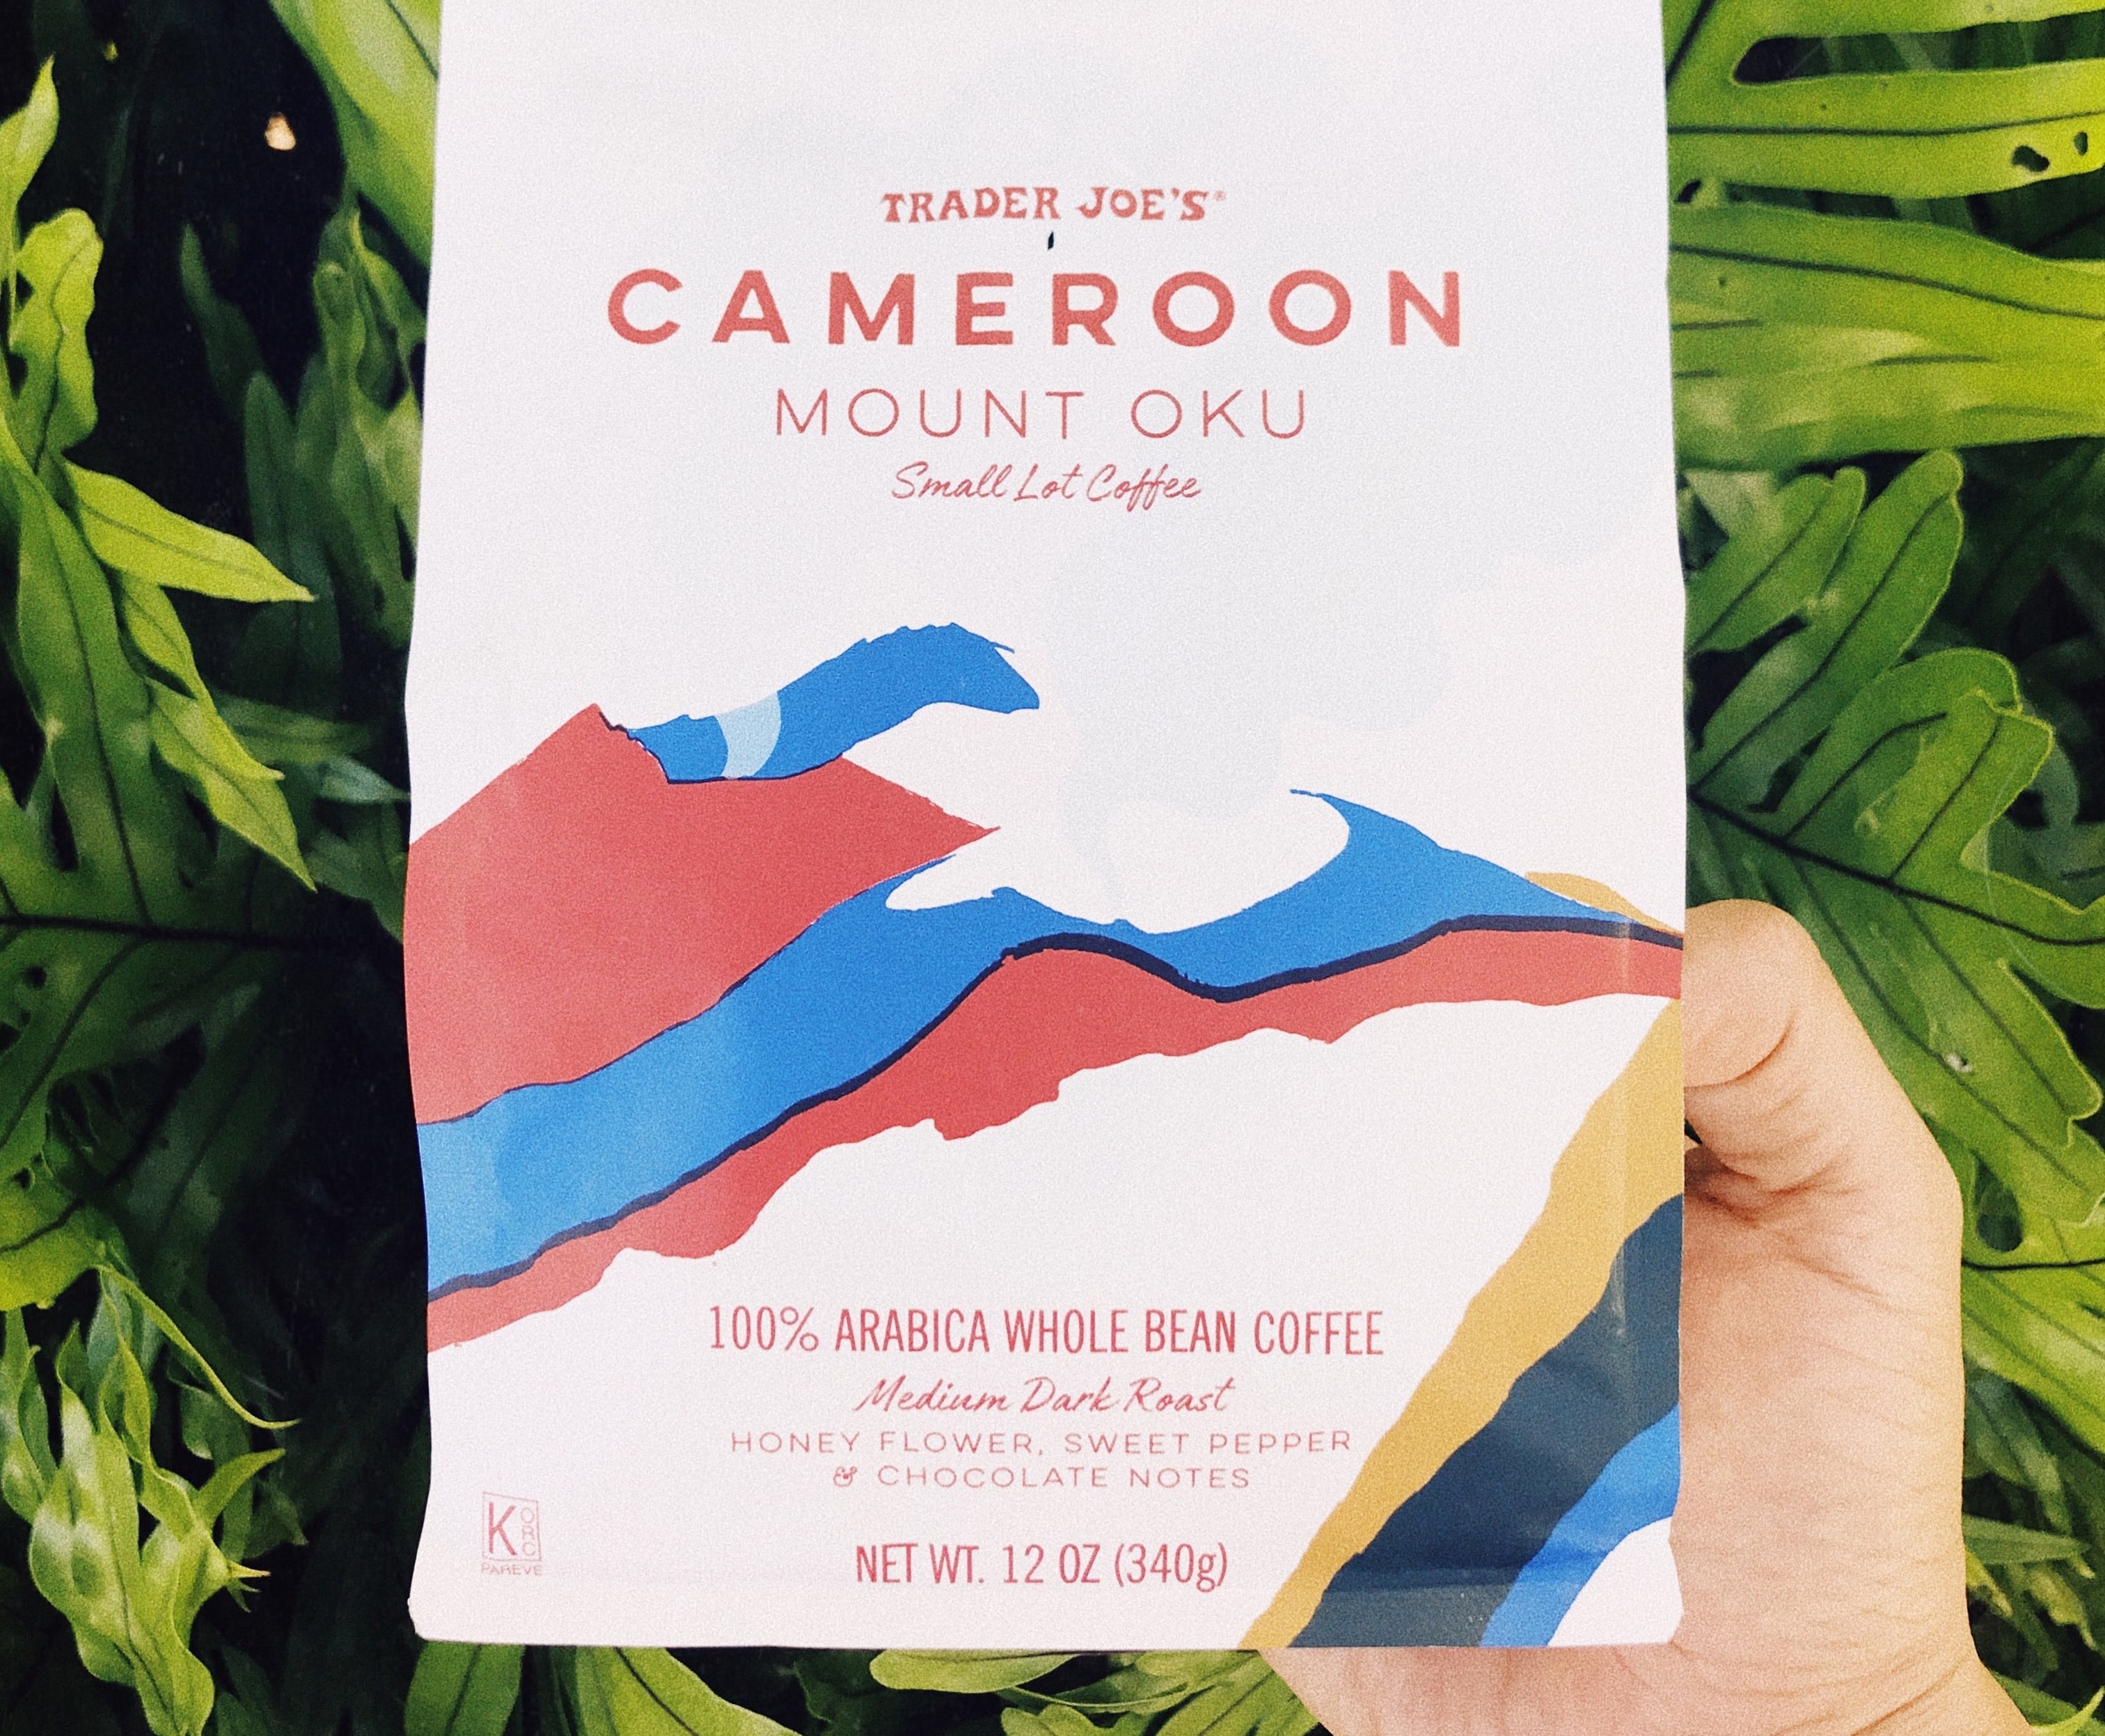 TRADER JOE'S®
CAMEROON
MOUNT OKU
Small Lot Coffee
100% ARABICA WHOLE BEAN COFFEE
Medium Dark Roast
HONEY FLOWER, SWEET PEPPER
& CHOCOLATE NOTES
K ORC
PAREVE
NET WT. 12 OZ (340g)